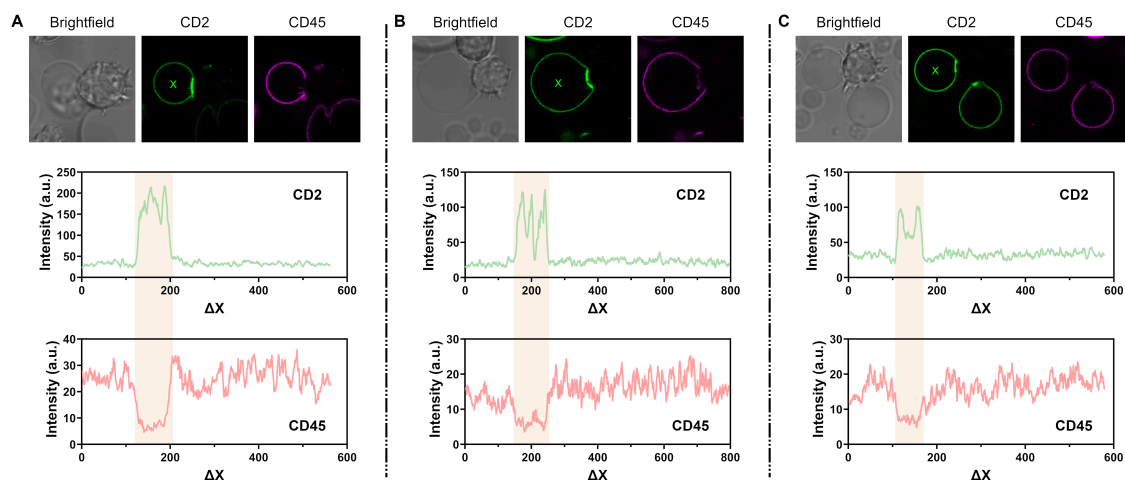 A Brightfield CD2 CD45
X
Intensity (a.u.)
250
200
150
100
50
0
CD2
0 200 400 600
ΔX
Intensity (a.u.)
40
30
20
10
0
CD45
0 200 400 600
ΔX
B Brightfield CD2 CD45
X
Intensity (a.u.)
150
100
50
0
CD2
0 200 400 600 800
ΔX
Intensity (a.u.)
30
20
10
0
CD45
0 200 400 600 800
ΔX
C Brightfield CD2 CD45
X
Intensity (a.u.)
150
100
50
0
CD2
0 200 400 600
ΔX
Intensity (a.u.)
30
20
10
0
CD45
0 200 400 600
ΔX